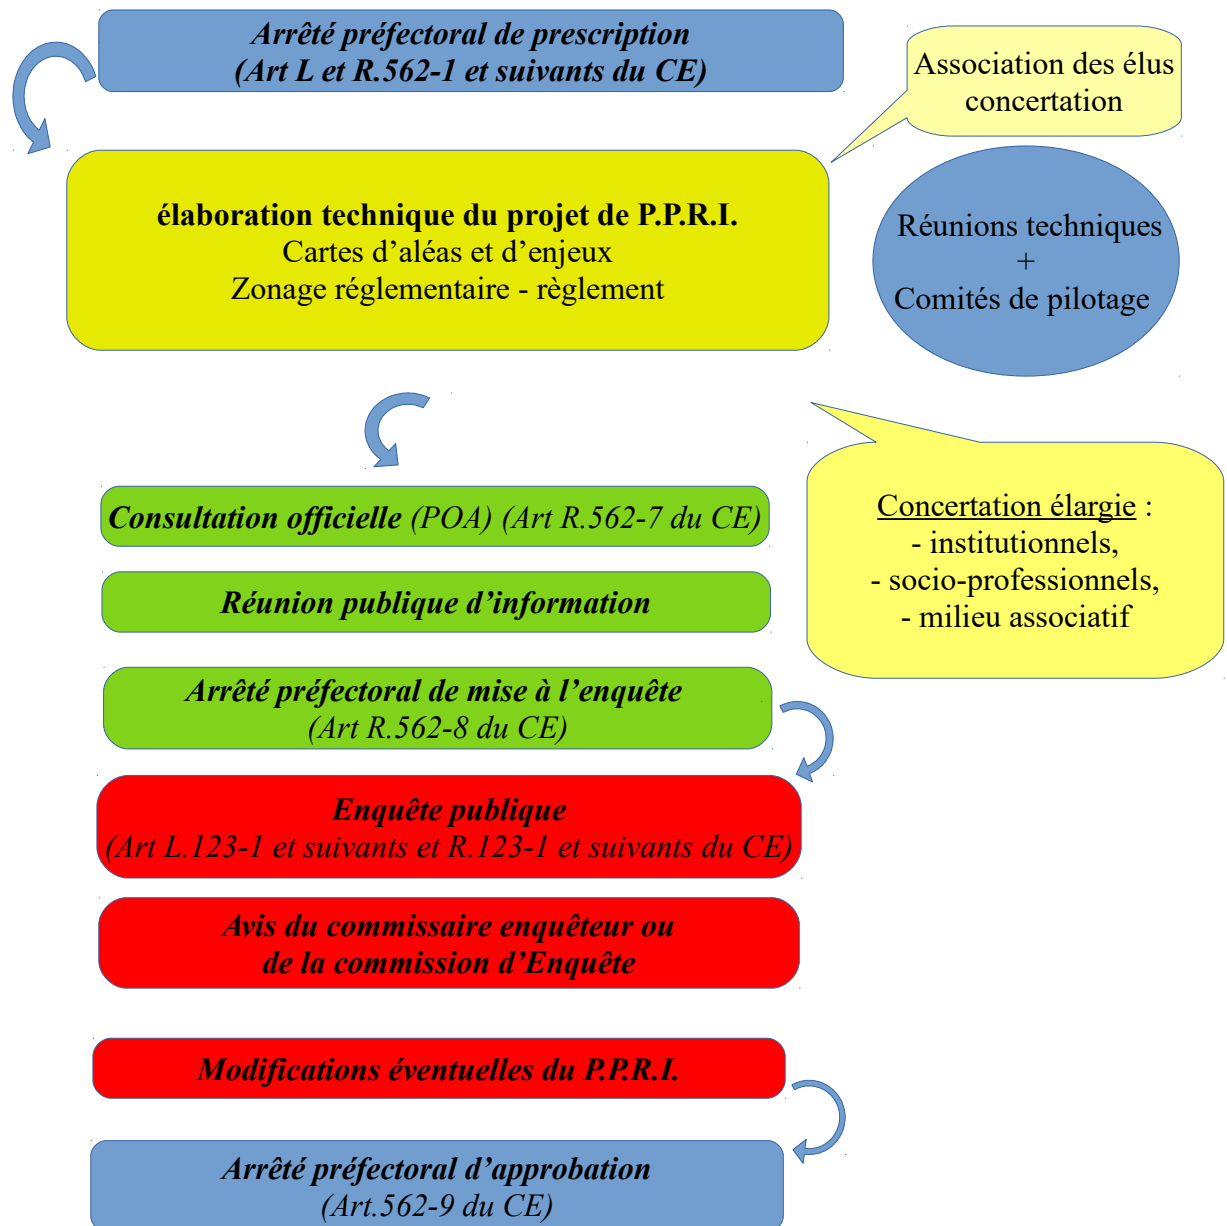 Arrêté préfectoral de prescription
(Art L et R.562-1 et suivants du CE)
Association des élus
concertation
élaboration technique du projet de P.P.R.I.
Cartes d’aléas et d’enjeux
Zonage réglementaire - règlement
Réunions techniques
+
Comités de pilotage
Consultation officielle (POA) (Art R.562-7 du CE)
Concertation élargie :
- institutionnels,
- socio-professionnels,
- milieu associatif
Réunion publique d’information
Arrêté préfectoral de mise à l’enquête
(Art R.562-8 du CE)
Enquête publique
(Art L.123-1 et suivants et R.123-1 et suivants du CE)
Avis du commissaire enquêteur ou
de la commission d’Enquête
Modifications éventuelles du P.P.R.I.
Arrêté préfectoral d’approbation
(Art.562-9 du CE)